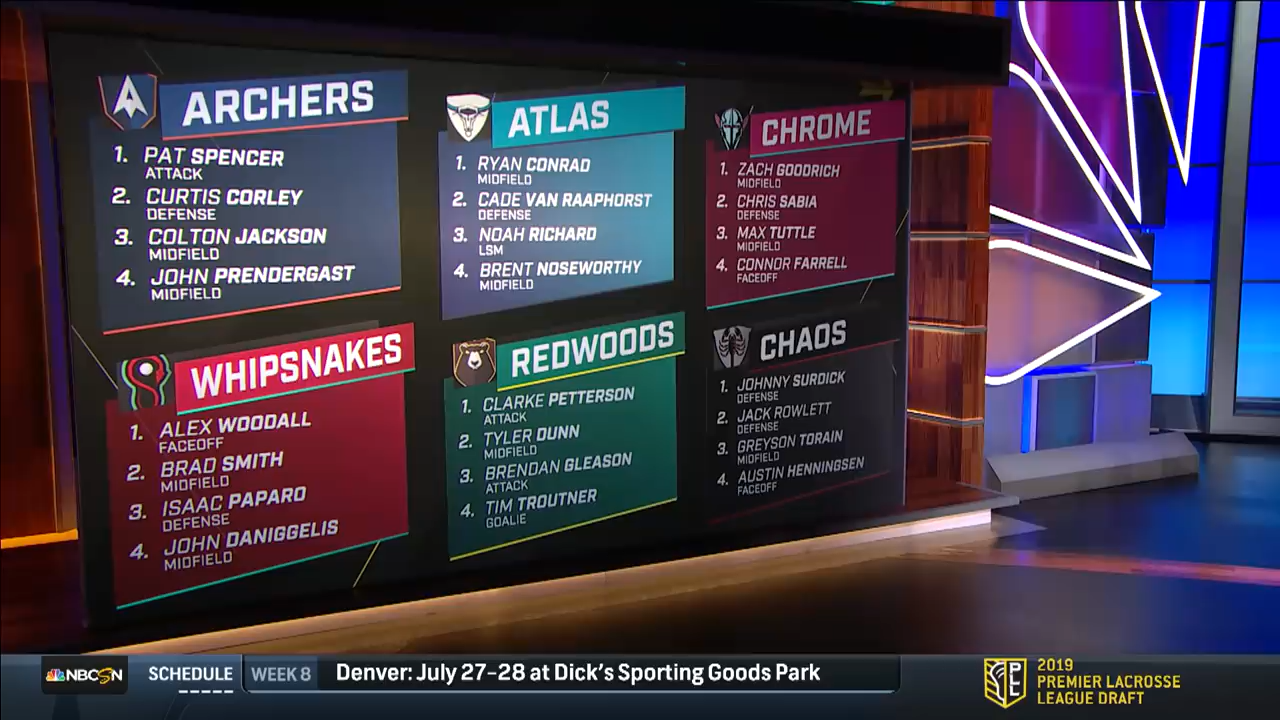 ARCHERS
1. PAT SPENCER
ATTACK
2. CURTIS CORLEY
DEFENSE
3. COLTON JACKSON
MIDFIELD
4. JOHN PRENDERGAST
MIDFIELD
ATLAS
1. RYAN CONRAD
MIDFIELD
2. CADE VAN RAAPHORST
DEFENSE
3. NOAH RICHARD
LSM
4. BRENT NOSEWORTHY
MIDFIELD
CHROME
1. ZACH GOODRICH
MIDFIELD
2. CHRIS SABIA
DEFENSE
3. MAX TUTTLE
MIDFIELD
4. CONNOR FARRELL
FACEOFF
WHIPSNAKES
1. ALEX WOODALL
FACEOFF
2. BRAD SMITH
MIDFIELD
3. ISAAC PAPARO
DEFENSE
4. JOHN DANIGGELIS
MIDFIELD
REDWOODS
1. CLARKE PETTERSON
ATTACK
2. TYLER DUNN
MIDFIELD
3. BRENDAN GLEASON
ATTACK
4. TIM TROUTNER
GOALIE
CHAOS
1. JOHNNY SURDICK
DEFENSE
2. JACK ROWLETT
DEFENSE
3. GREYSON TORAIN
MIDFIELD
4. AUSTIN HENNINGSEN
FACEOFF
NBCSN SCHEDULE WEEK 8 Denver: July 27-28 at Dick's Sporting Goods Park
2019
PREMIER LACROSSE
LEAGUE DRAFT